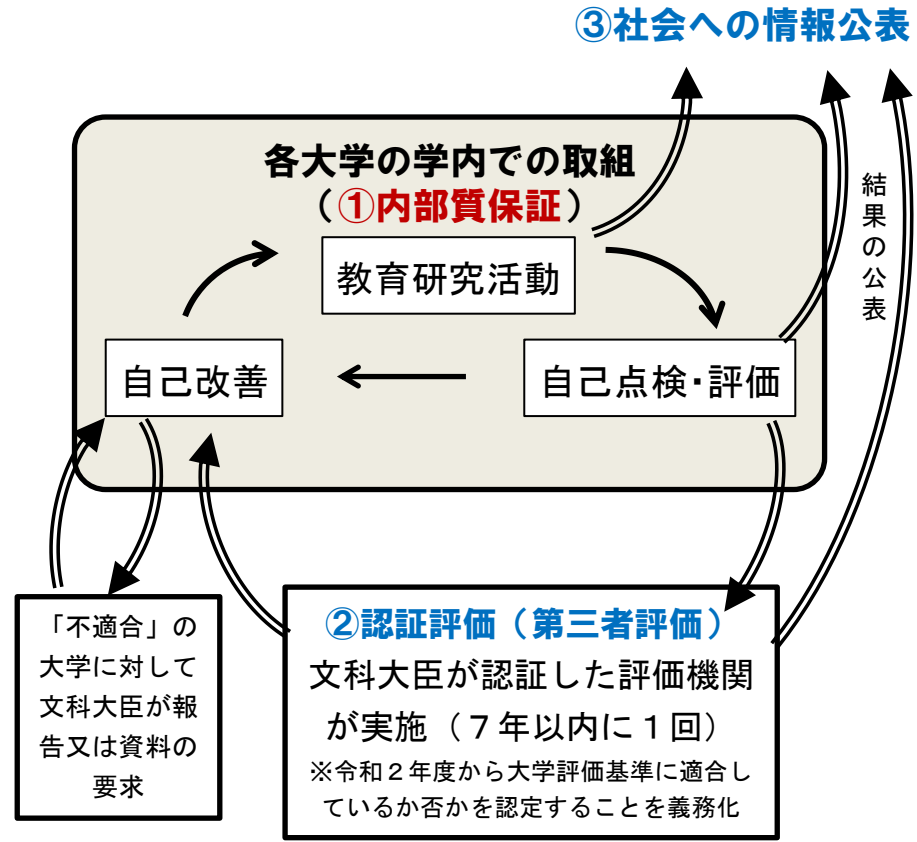 ③社会への情報公表
各大学の学内での取組
（①内部質保証）
教育研究活動
自己改善
自己点検・評価
結果の公表
「不適合」の
大学に対して
文科大臣が報
告又は資料の
要求
②認証評価（第三者評価）
文科大臣が認証した評価機関
が実施（７年以内に１回）
※令和２年度から大学評価基準に適合し
ているか否かを認定することを義務化